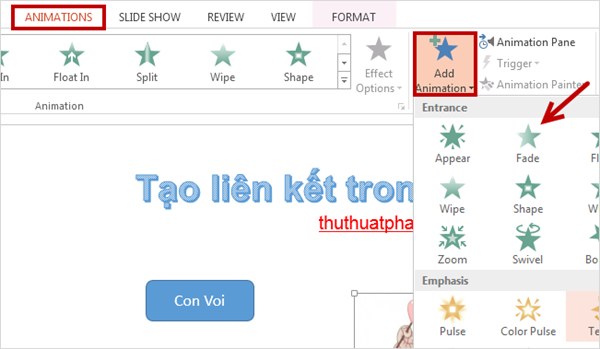 ANIMATIONS SLIDE SHOW REVIEW VIEW FORMAT
In Float In Split Wipe Shape
Effect Options
Add Animation
Animation Pane
Trigger
Animation Painte
Animation
Entrance
Appear Fade Fl
Wipe Shape W
Zoom Swivel Bo
Emphasis
Pulse Color Pulse Te
Tạo liên kết tron
thuthuatpha
Con Voi